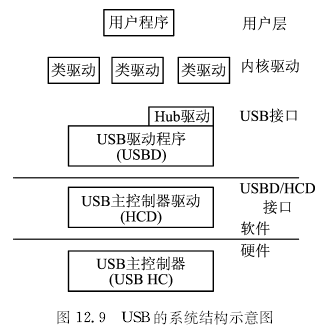 用户程序 用户层
类驱动 类驱动 类驱动 内核驱动
Hub驱动 USB接口
USB驱动程序
(USBD)
USBD/HCD
接口
USB主控制器驱动
(HCD)
软件
硬件
USB主控制器
(USB HC)
图 12.9 USB的系统结构示意图